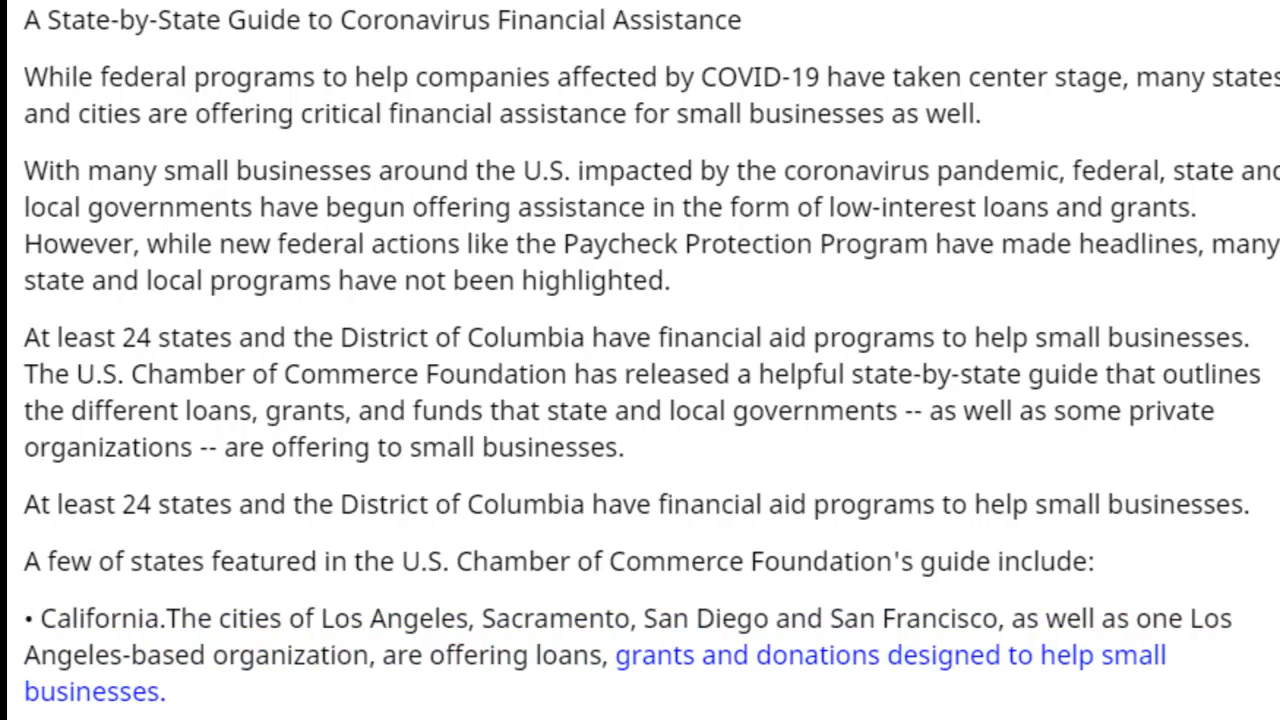 A State-by-State Guide to Coronavirus Financial Assistance
While federal programs to help companies affected by COVID-19 have taken center stage, many states
and cities are offering critical financial assistance for small businesses as well.
With many small businesses around the U.S. impacted by the coronavirus pandemic, federal, state and
local governments have begun offering assistance in the form of low-interest loans and grants.
However, while new federal actions like the Paycheck Protection Program have made headlines, many
state and local programs have not been highlighted.
At least 24 states and the District of Columbia have financial aid programs to help small businesses.
The U.S. Chamber of Commerce Foundation has released a helpful state-by-state guide that outlines
the different loans, grants, and funds that state and local governments -- as well as some private
organizations -- are offering to small businesses.
At least 24 states and the District of Columbia have financial aid programs to help small businesses.
A few of states featured in the U.S. Chamber of Commerce Foundation's guide include:
• California.The cities of Los Angeles, Sacramento, San Diego and San Francisco, as well as one Los
Angeles-based organization, are offering loans, grants and donations designed to help small
businesses.